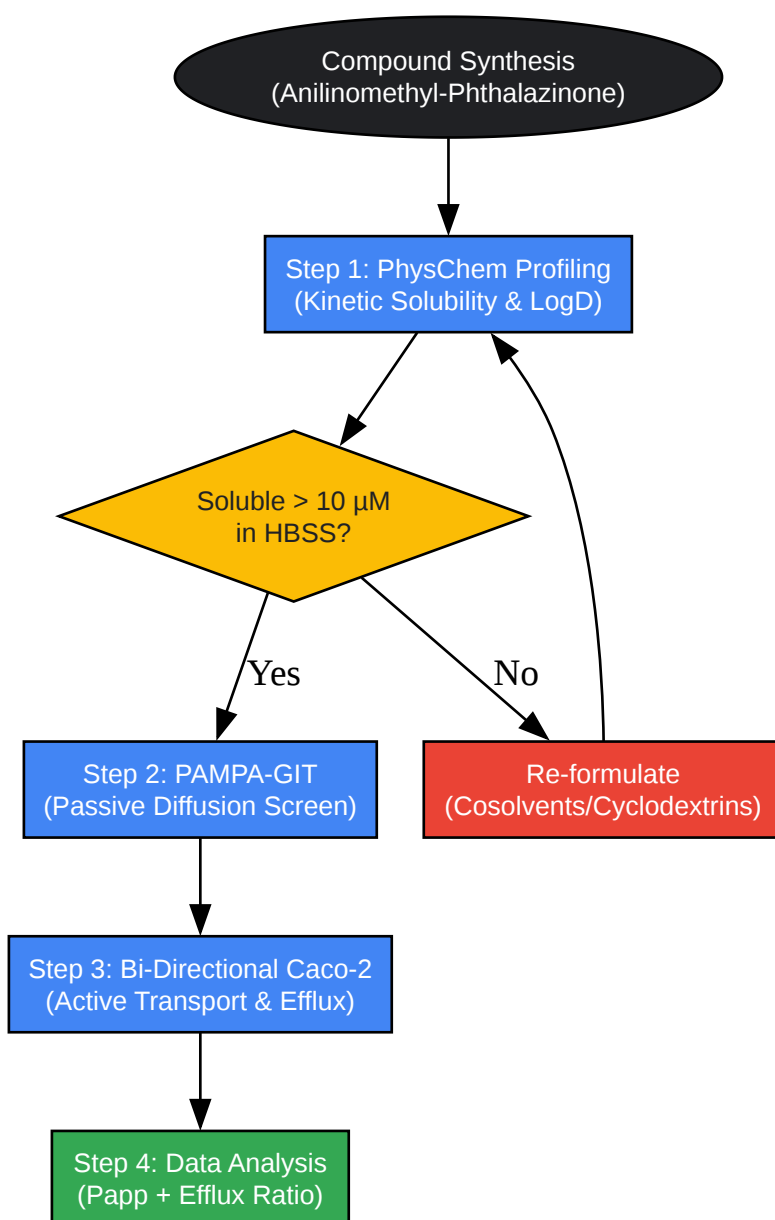 Compound Synthesis
(Anilinomethyl-Phthalazinone)
Step 1: PhysChem Profiling
(Kinetic Solubility & LogD)
Soluble > 10 µM
in HBSS?
Yes
No
Step 2: PAMPA-GIT
(Passive Diffusion Screen)
Re-formulate
(Cosolvents/Cyclodextrins)
Step 3: Bi-Directional Caco-2
(Active Transport & Efflux)
Step 4: Data Analysis
(Papp + Efflux Ratio)